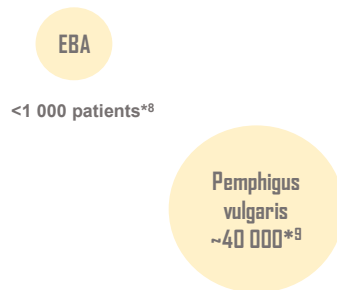 EBA
<1 000 patients*8
Pemphigus
vulgaris
~40 000*9